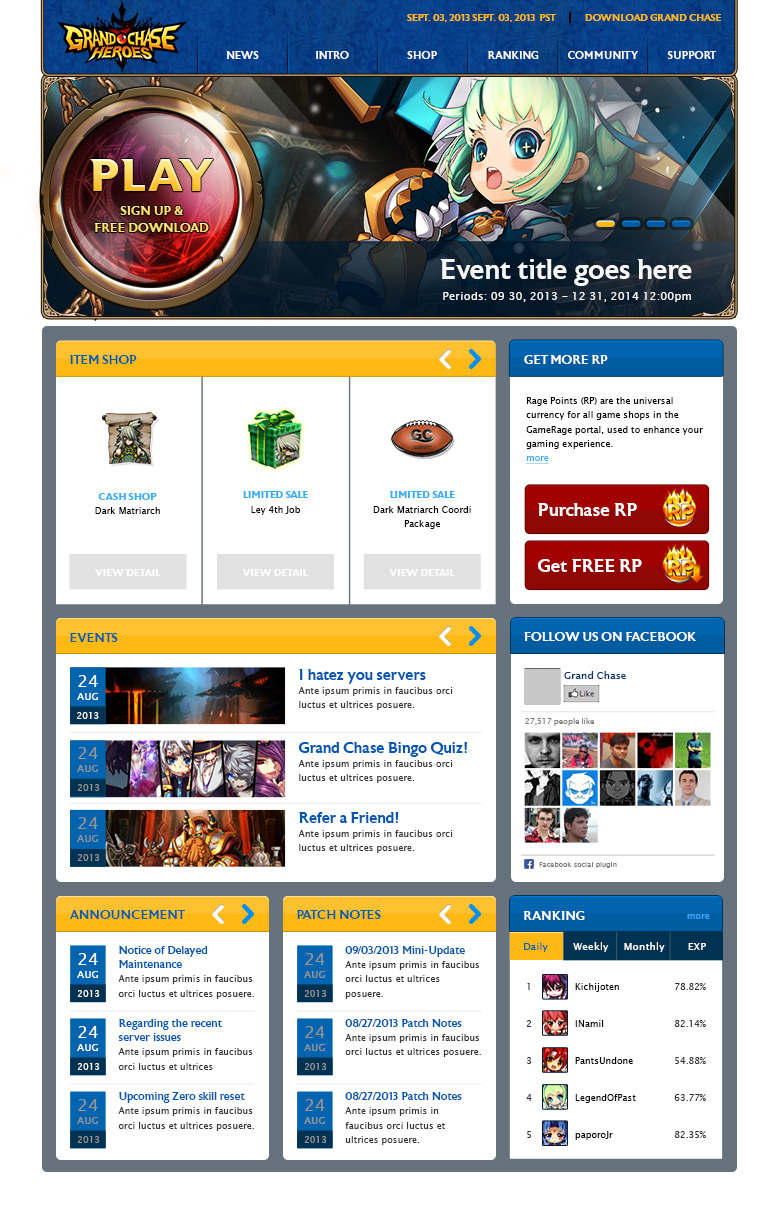 GRAND CHASE
HEROES
SEPT. 03, 2013 SEPT. 03, 2013 PST
DOWNLOAD GRAND CHASE
NEWS
INTRO
SHOP
RANKING
COMMUNITY
SUPPORT
PLAY
SIGN UP &
FREE DOWNLOAD
Event title goes here
Periods: 09 30, 2013 – 12 31, 2014 12:00pm
ITEM SHOP
CASH SHOP
Dark Matriarch
VIEW DETAIL
LIMITED SALE
Ley 4th Job
VIEW DETAIL
GC
LIMITED SALE
Dark Matriarch Coordi
Package
VIEW DETAIL
GET MORE RP
Rage Points (RP) are the universal
currency for all game shops in the
GameRage portal, used to enhance your
gaming experience.
more
Purchase RP
RP
Get FREE RP
RP
EVENTS
24
AUG
2013
I hatez you servers
Ante ipsum primis in faucibus orci
luctus et ultrices posuere.
24
AUG
2013
Grand Chase Bingo Quiz!
Ante ipsum primis in faucibus orci
luctus et ultrices posuere.
24
AUG
2013
Refer a Friend!
Ante ipsum primis in faucibus orci
luctus et ultrices posuere.
FOLLOW US ON FACEBOOK
Grand Chase
Like
27,517 people like
Facebook social plugin
ANNOUNCEMENT
24
AUG
2013
Notice of Delayed
Maintenance
Ante ipsum primis in faucibus
orci luctus et ultrices posuere.
24
AUG
2013
Regarding the recent
server issues
Ante ipsum primis in faucibus
orci luctus et ultrices
24
AUG
2013
Upcoming Zero skill reset
Ante ipsum primis in faucibus
orci luctus et ultrices posuere.
PATCH NOTES
24
AUG
2013
09/03/2013 Mini-Update
Ante ipsum primis in faucibus
orci luctus et ultrices
posuere.
24
AUG
2013
08/27/2013 Patch Notes
Ante ipsum primis in faucibus
orci luctus et ultrices posuere.
24
AUG
2013
08/27/2013 Patch Notes
Ante ipsum primis in
faucibus orci luctus et
ultrices posuere.
RANKING
more
Daily
Weekly
Monthly
EXP
1 Kichijoten 78.82%
2 INamil 82.14%
3 PantsUndone 54.88%
4 LegendOfPast 63.77%
5 paporoJr 82.35%